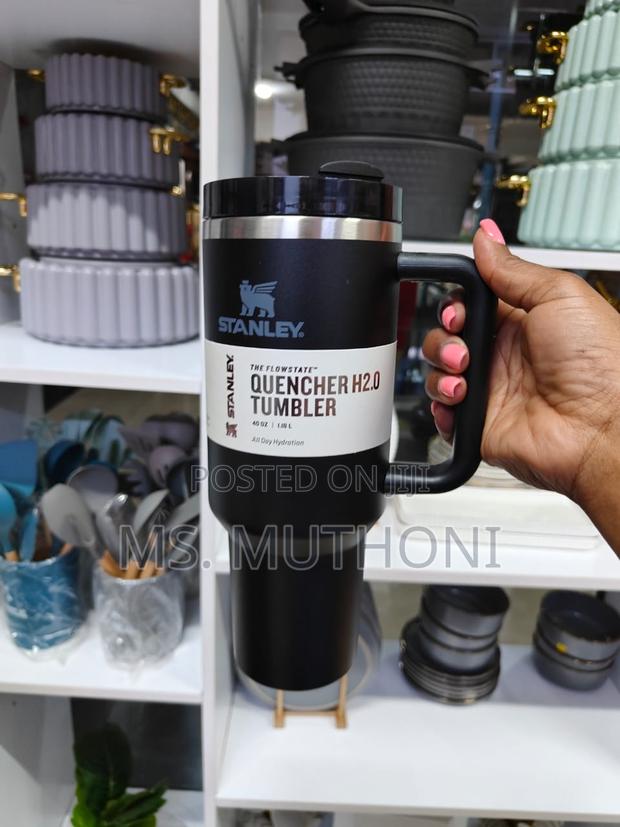 STANLEY.
STANLEY.
THE FLOWSTATE™
QUENCHER H2.0
TUMBLER
40 OZ | 1.18 L
All Day Hydration
POSTED ON JIJI
MS. MUTHONI